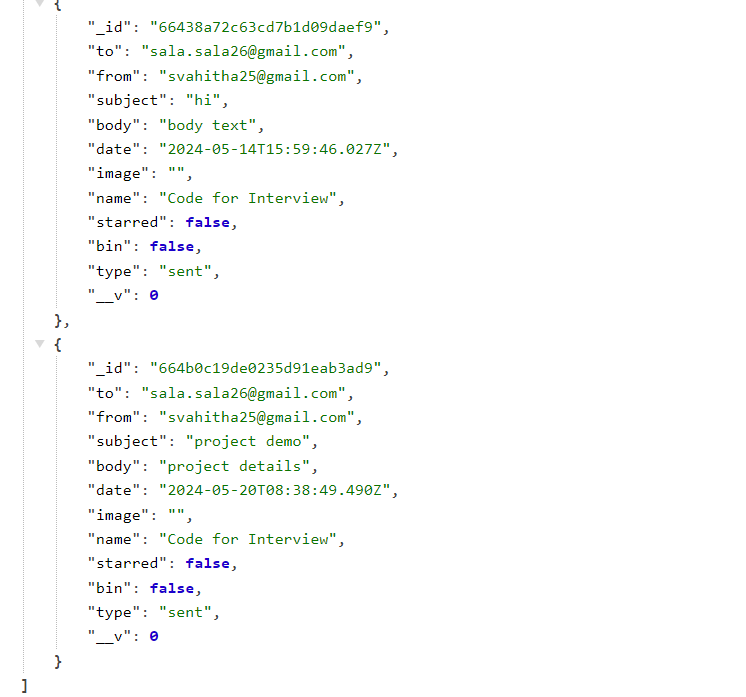 {
"_id": "66438a72c63cd7b1d09daef9",
"to": "sala.sala26@gmail.com",
"from": "svahitha25@gmail.com",
"subject": "hi",
"body": "body text",
"date": "2024-05-14T15:59:46.027Z",
"image": "",
"name": "Code for Interview",
"starred": false,
"bin": false,
"type": "sent",
"__v": 0
},
{
"_id": "664b0c19de0235d91eab3ad9",
"to": "sala.sala26@gmail.com",
"from": "svahitha25@gmail.com",
"subject": "project demo",
"body": "project details",
"date": "2024-05-20T08:38:49.490Z",
"image": "",
"name": "Code for Interview",
"starred": false,
"bin": false,
"type": "sent",
"__v": 0
}
]